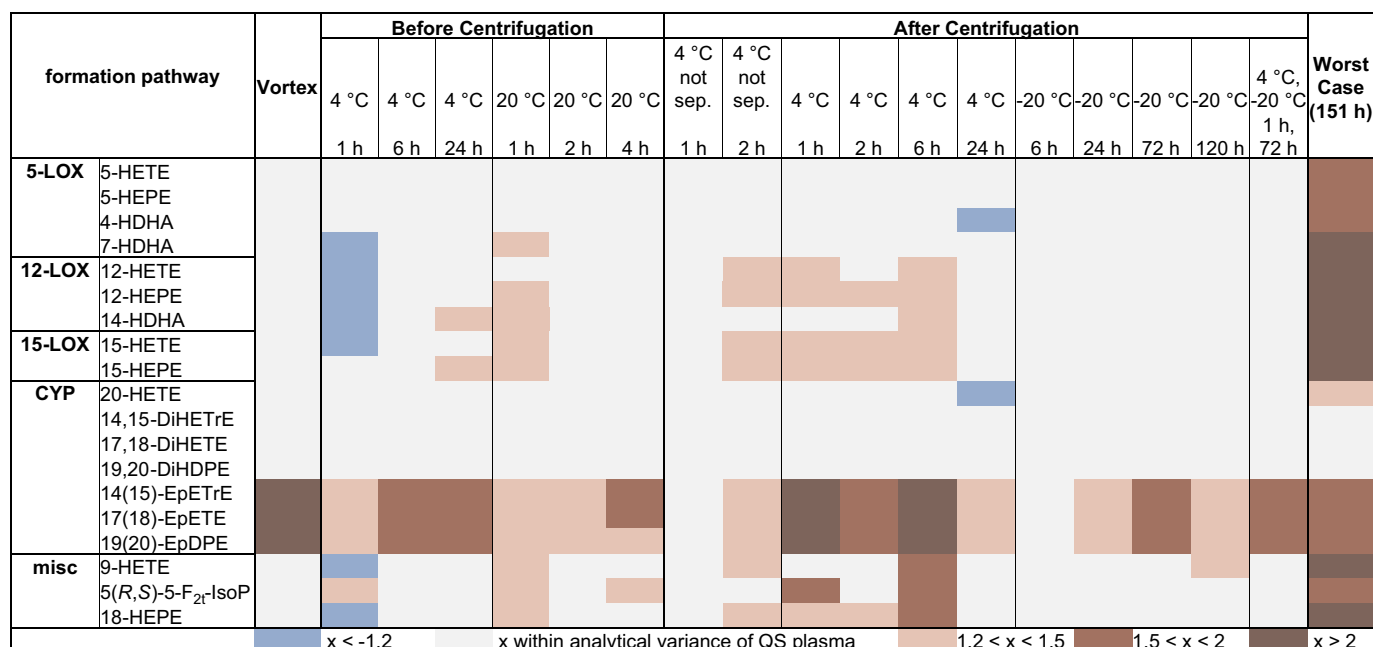 Before Centrifugation After Centrifugation
formation pathway Vortex 4 °C 4 °C 4 °C 20 °C 20 °C 20 °C 4 °C not sep. 4 °C not sep. 4 °C 4 °C 4 °C 4 °C -20 °C -20 °C -20 °C -20 °C 4 °C, -20 °C Worst Case (151 h)
1 h 6 h 24 h 1 h 2 h 4 h 1 h 2 h 1 h 2 h 6 h 24 h 6 h 24 h 72 h 120 h 1 h, 72 h
5-LOX 5-HETE
5-HEPE
4-HDHA
7-HDHA
12-LOX 12-HETE
12-HEPE
14-HDHA
15-LOX 15-HETE
15-HEPE
CYP 20-HETE
14,15-DiHETrE
17,18-DiHETE
19,20-DiHDPE
14(15)-EpETrE
17(18)-EpETE
19(20)-EpDPE
misc 9-HETE
5(R,S)-5-F2t-IsoP
18-HEPE
x < -1.2 x within analytical variance of QS plasma 1.2 < x < 1.5 1.5 < x < 2 x > 2